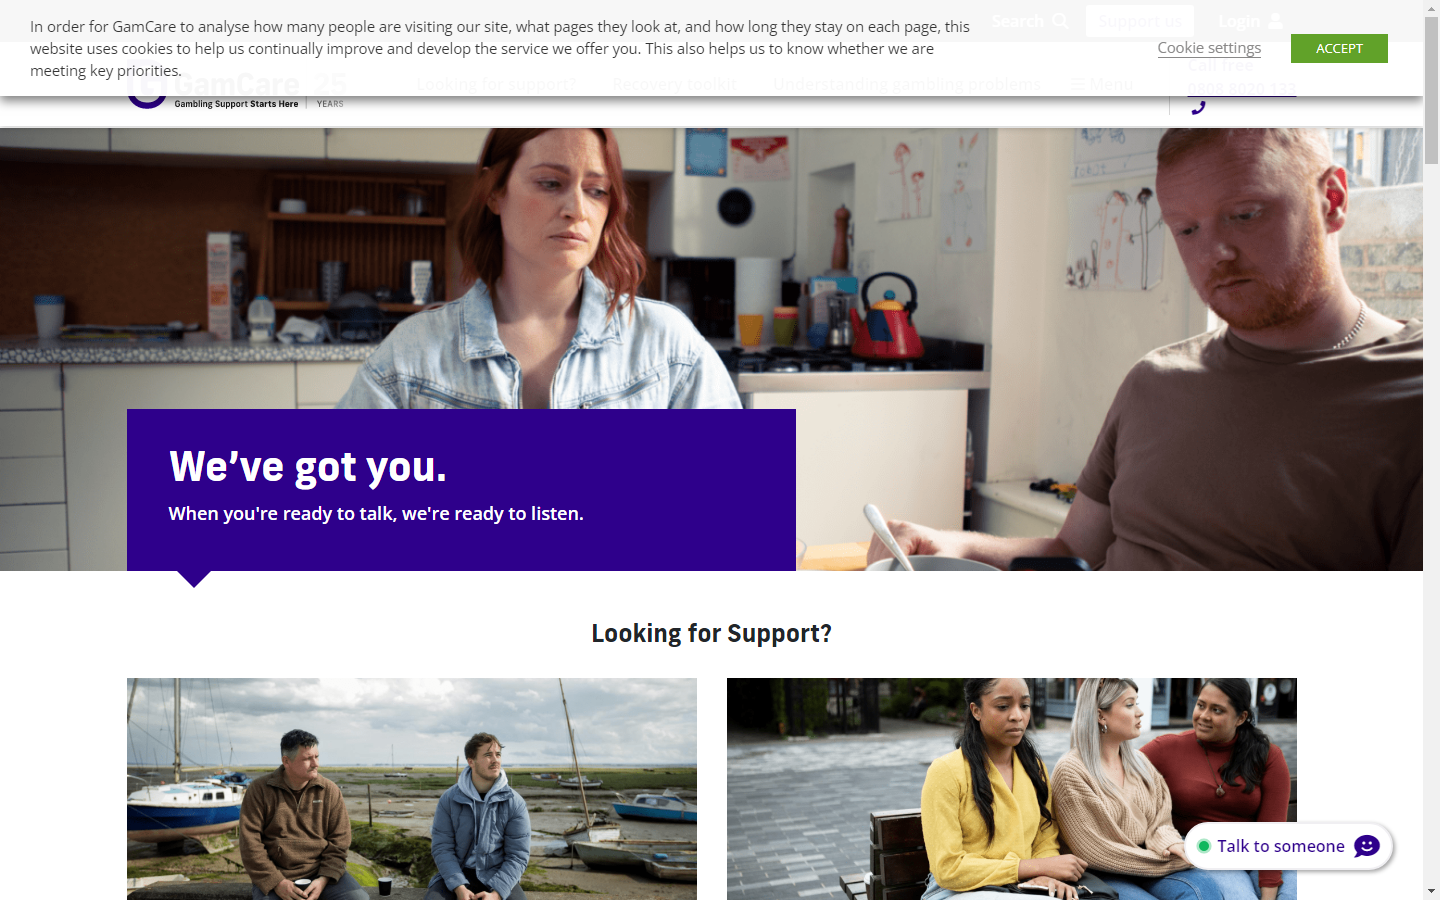 In order for GamCare to analyse how many people are visiting our site, what pages they look at, and how long they stay on each page, this
website uses cookies to help us continually improve and develop the service we offer you. This also helps us to know whether we are
meeting key priorities.
Cookie settings
ACCEPT
Search
Support us
Login
GamCare 25
Gambling Support Starts Here
YEARS
Looking for support?
Recovery toolkit
Understanding gambling problems
Menu
Call free
0808 8020 133
We've got you.
When you're ready to talk, we're ready to listen.
Looking for Support?
Talk to someone